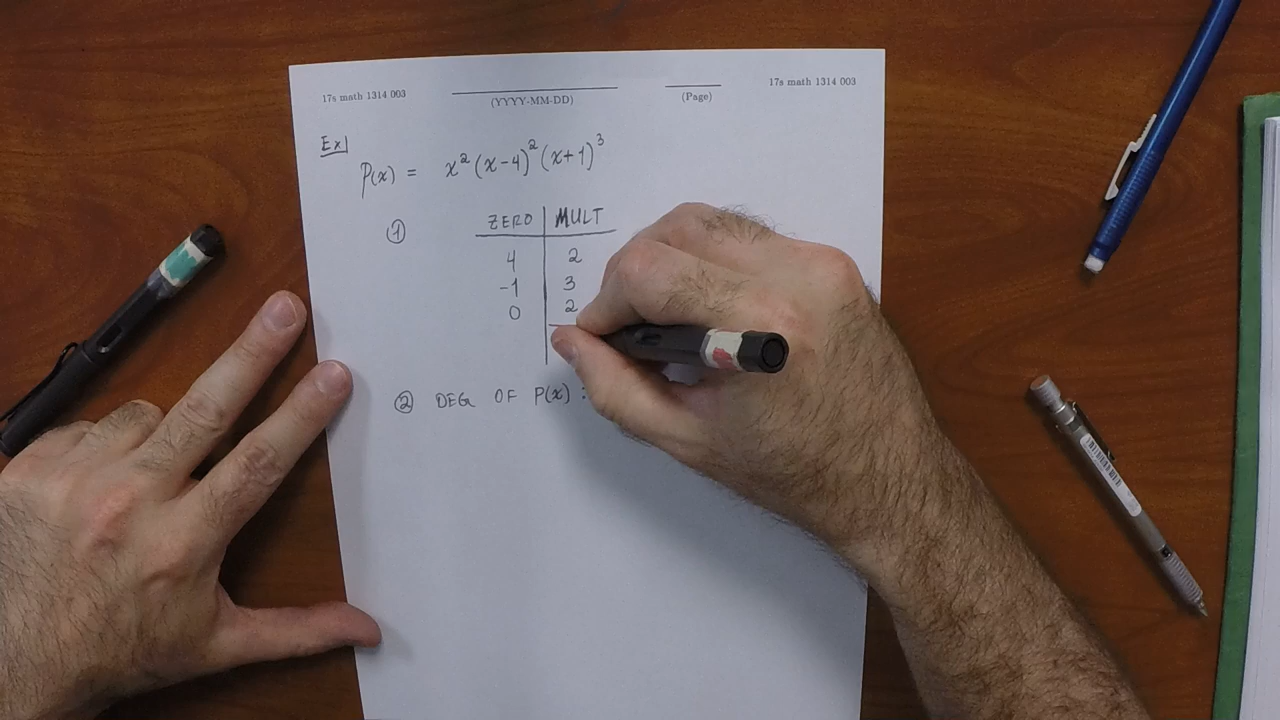 17s math 1314 003 (YYYY-MM-DD) (Page) 17s math 1314 003
Ex1
P(x) = x²(x-4)²(x+1)³
① ZERO MULT
4 2
-1 3
0 2
② DEG OF P(x) :